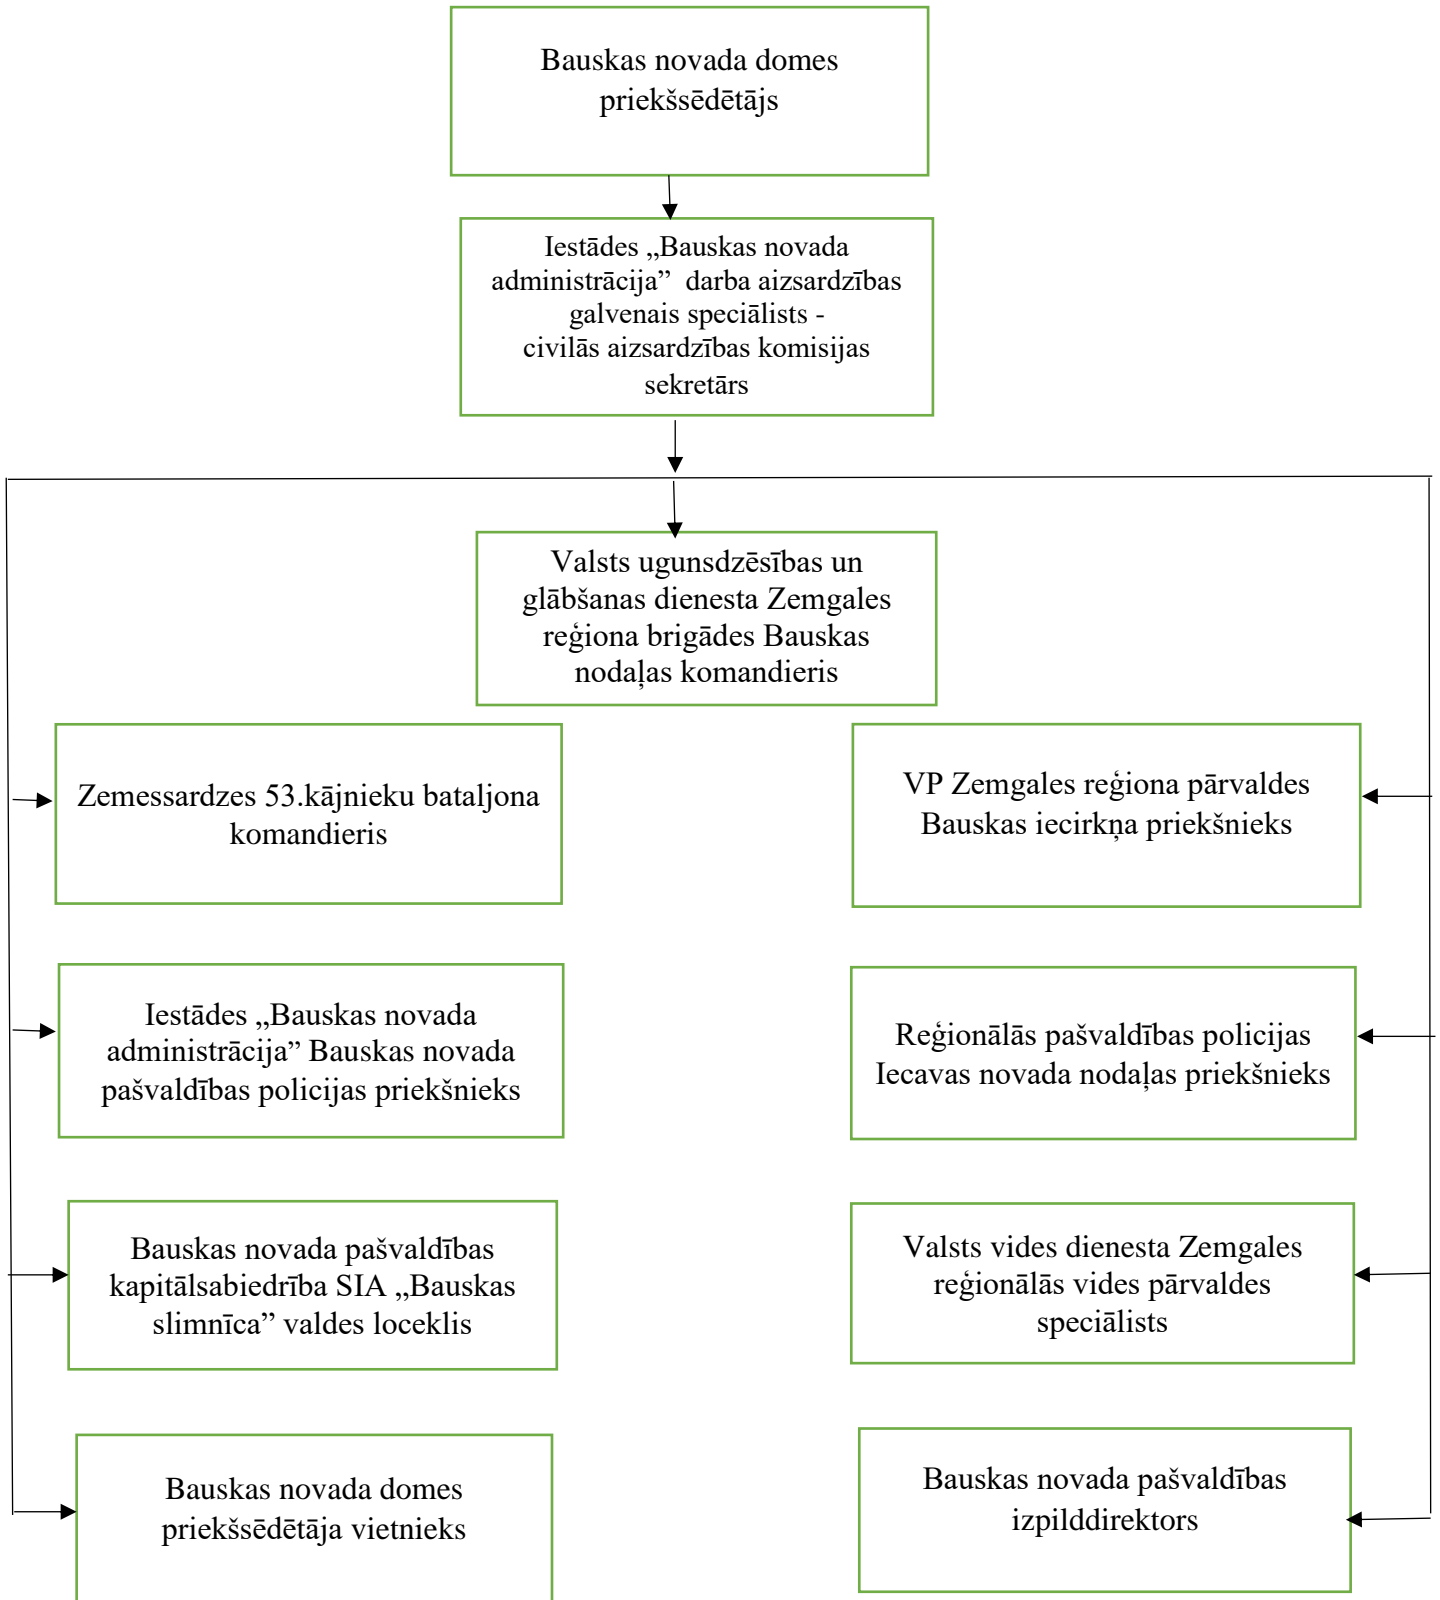 Bauskas novada domes
priekšsēdētājs
Iestādes „Bauskas novada
administrācija”  darba aizsardzības
galvenais speciālists -
civilās aizsardzības komisijas
sekretārs
Valsts ugunsdzēsības un
glābšanas dienesta Zemgales
reģiona brigādes Bauskas
nodaļas komandieris
Zemessardzes 53.kājnieku bataljona
komandieris
VP Zemgales reģiona pārvaldes
Bauskas iecirkņa priekšnieks
Iestādes „Bauskas novada
administrācija” Bauskas novada
pašvaldības policijas priekšnieks
Reģionālās pašvaldības policijas
Iecavas novada nodaļas priekšnieks
Bauskas novada pašvaldības
kapitālsabiedrība SIA „Bauskas
slimnīca” valdes loceklis
Valsts vides dienesta Zemgales
reģionālās vides pārvaldes
speciālists
Bauskas novada domes
priekšsēdētāja vietnieks
Bauskas novada pašvaldības
izpilddirektors